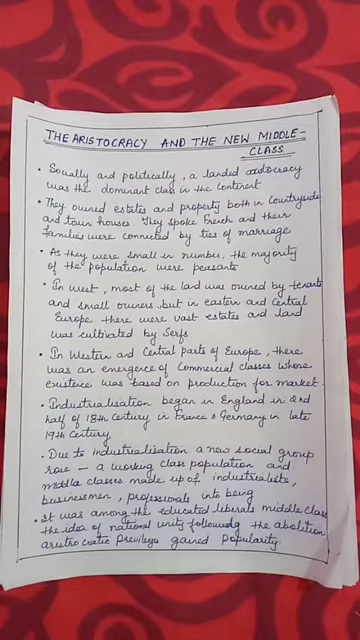 THE ARISTOCRACY AND THE NEW MIDDLE-
CLASS
• Socially and politically, a landed aristocracy
was the dominant class in the continent
• They owned estates and property both in Countryside
and town houses. They spoke French and their
families were connected by ties of marriage
• As they were small in number, the majority
of the population were peasants
• In West, most of the land was owned by tenants
and small owners but in eastern and Central
Europe there were vast estates and land
was cultivated by Serfs
• In Western and Central parts of Europe, there
was an emergence of Commercial classes whose
existence was based on production for market.
• Industrialisation began in England in 2nd
half of 18th Century in France & Germany in late
19th Century.
• Due to industrialisation a new social group
rose - a working class population and
middle classes made up of industrialists,
businessmen, professionals into being
• It was among the educated liberals middle class
the idea of national unity following the abolition
aristrocratic previleges gained popularity.